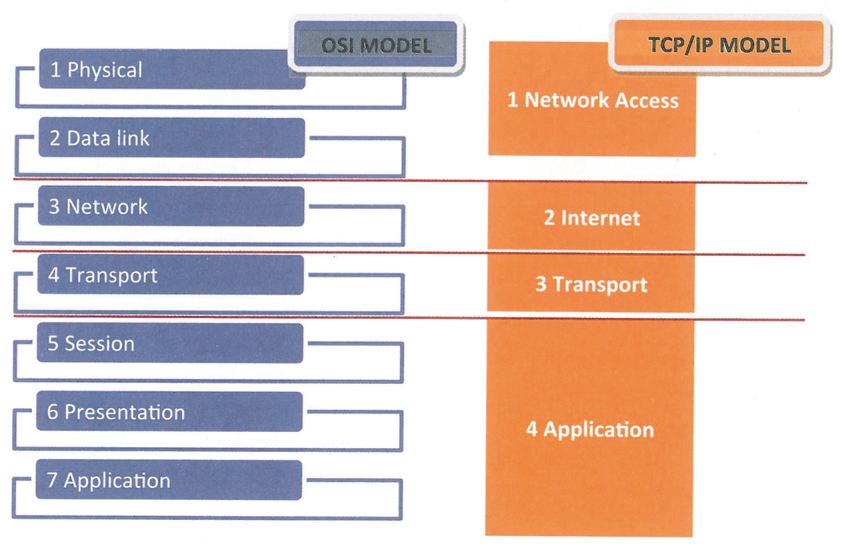 OSI MODEL
TCP/IP MODEL
1 Physical
1 Network Access
2 Data link
3 Network
2 Internet
4 Transport
3 Transport
5 Session
6 Presentation
4 Application
7 Application